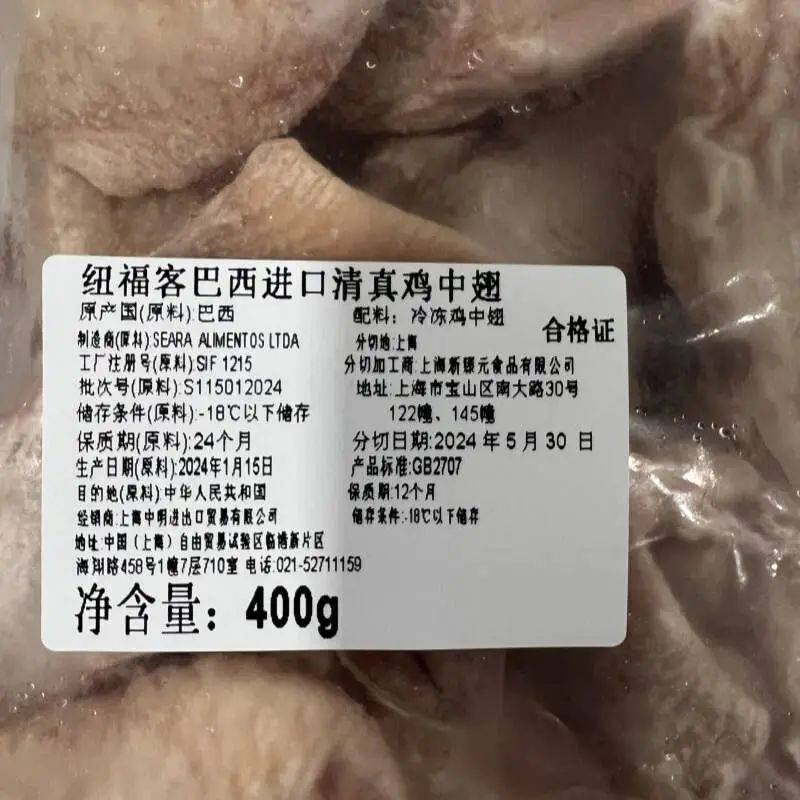 纽福客巴西进口清真鸡中翅
原产国(原料):巴西
制造商(原料):SEARA ALIMENTOS LTDA
工厂注册号(原料):SIF 1215
批次号(原料):S115012024
储存条件(原料):-18℃以下储存
保质期(原料):24个月
生产日期(原料):2024年1月15日
目的地(原料):中华人民共和国
经销商:上海中明进出口贸易有限公司
地址:中国（上海）自由贸易试验区临港新片区
海翔路458号1幢7层710室 电话:021-52711159
净含量：400g
配料：冷冻鸡中翅
合格证
分切地:上海
分切加工商:上海新臻元食品有限公司
地址:上海市宝山区南大路30号
122幢、145幢
分切日期:2024年5月30日
产品标准:GB2707
保质期:12个月
储存条件:-18℃以下储存